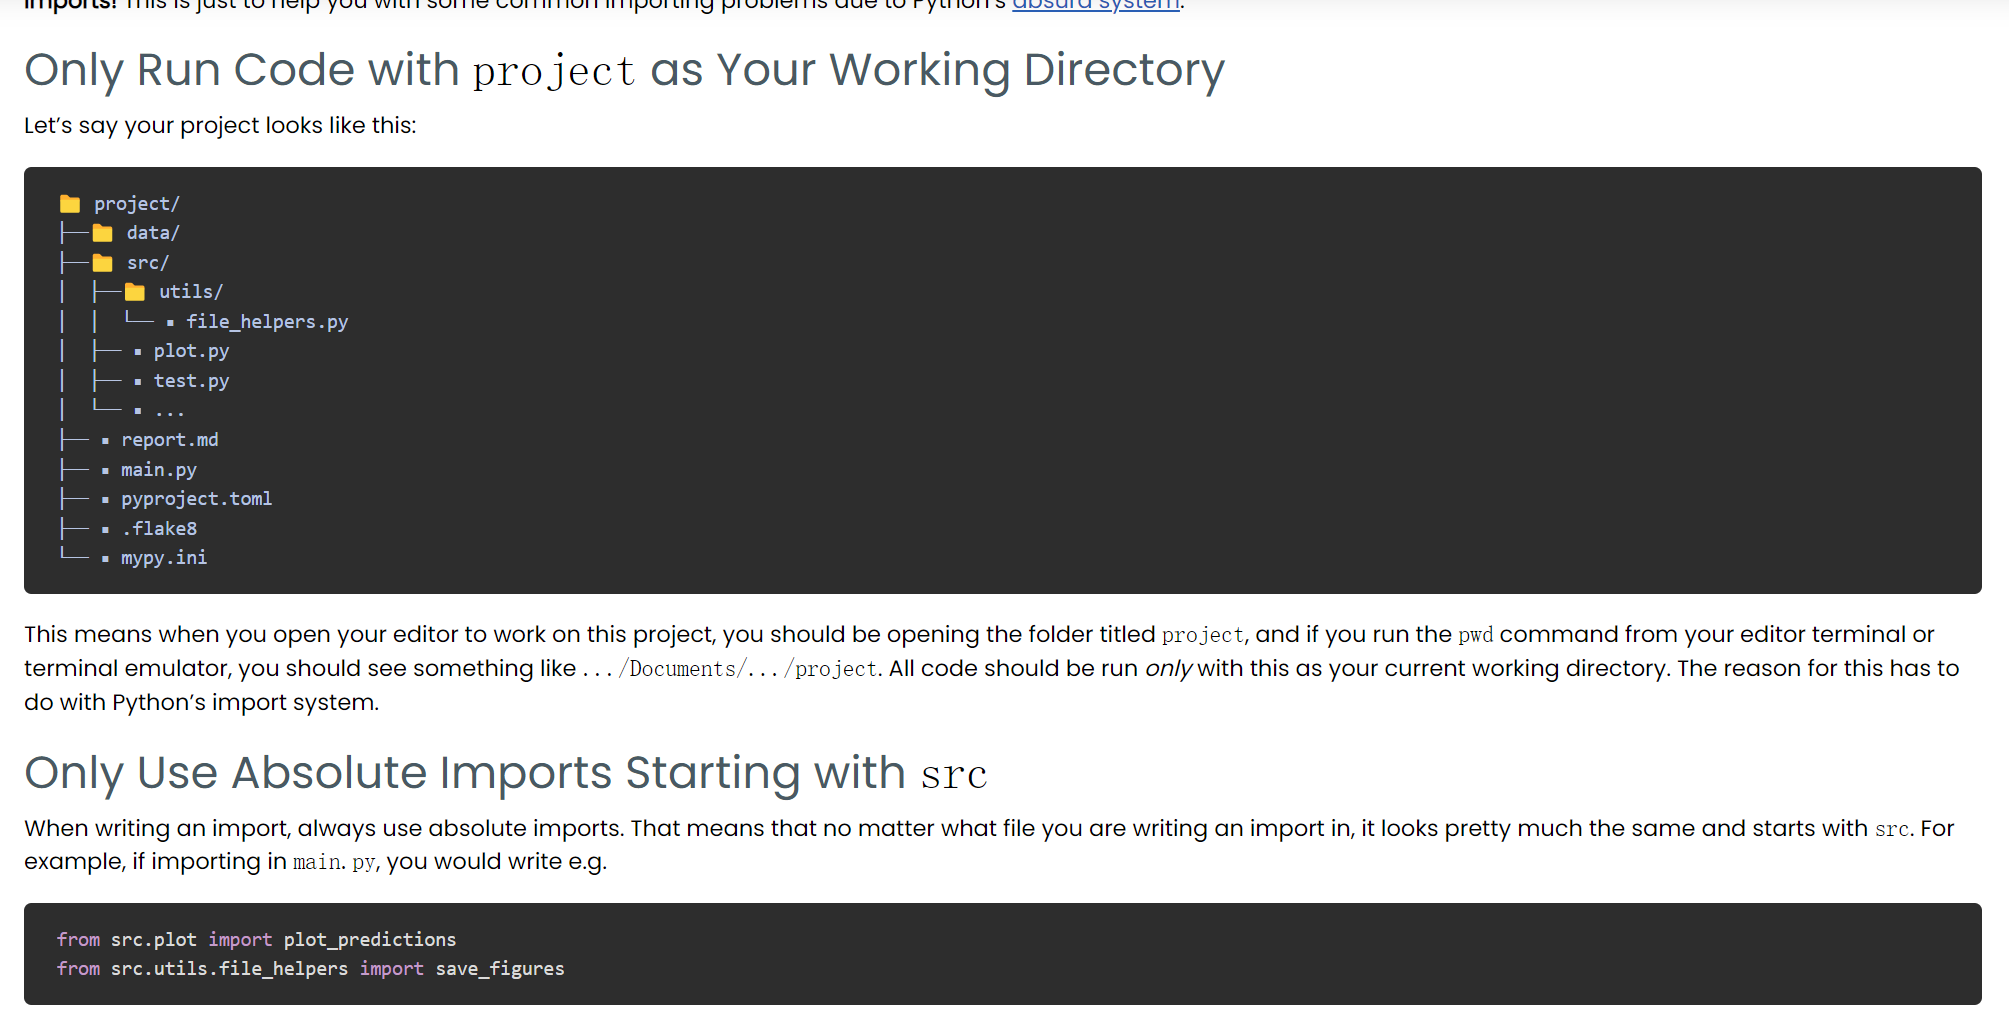 imports! This is just to help you with some common importing problems due to Python's absurd system.
Only Run Code with project as Your Working Directory
Let's say your project looks like this:
project/
├──data/
├──src/
│ ├──utils/
│ │ └── ▪ file_helpers.py
│ ├── ▪ plot.py
│ ├── ▪ test.py
│ └── ▪ ...
├── ▪ report.md
├── ▪ main.py
├── ▪ pyproject.toml
├── ▪ .flake8
└── ▪ mypy.ini
This means when you open your editor to work on this project, you should be opening the folder titled project, and if you run the pwd command from your editor terminal or
terminal emulator, you should see something like .../Documents/.../project. All code should be run only with this as your current working directory. The reason for this has to
do with Python's import system.
Only Use Absolute Imports Starting with src
When writing an import, always use absolute imports. That means that no matter what file you are writing an import in, it looks pretty much the same and starts with src. For
example, if importing in main.py, you would write e.g.
from src.plot import plot_predictions
from src.utils.file_helpers import save_figures